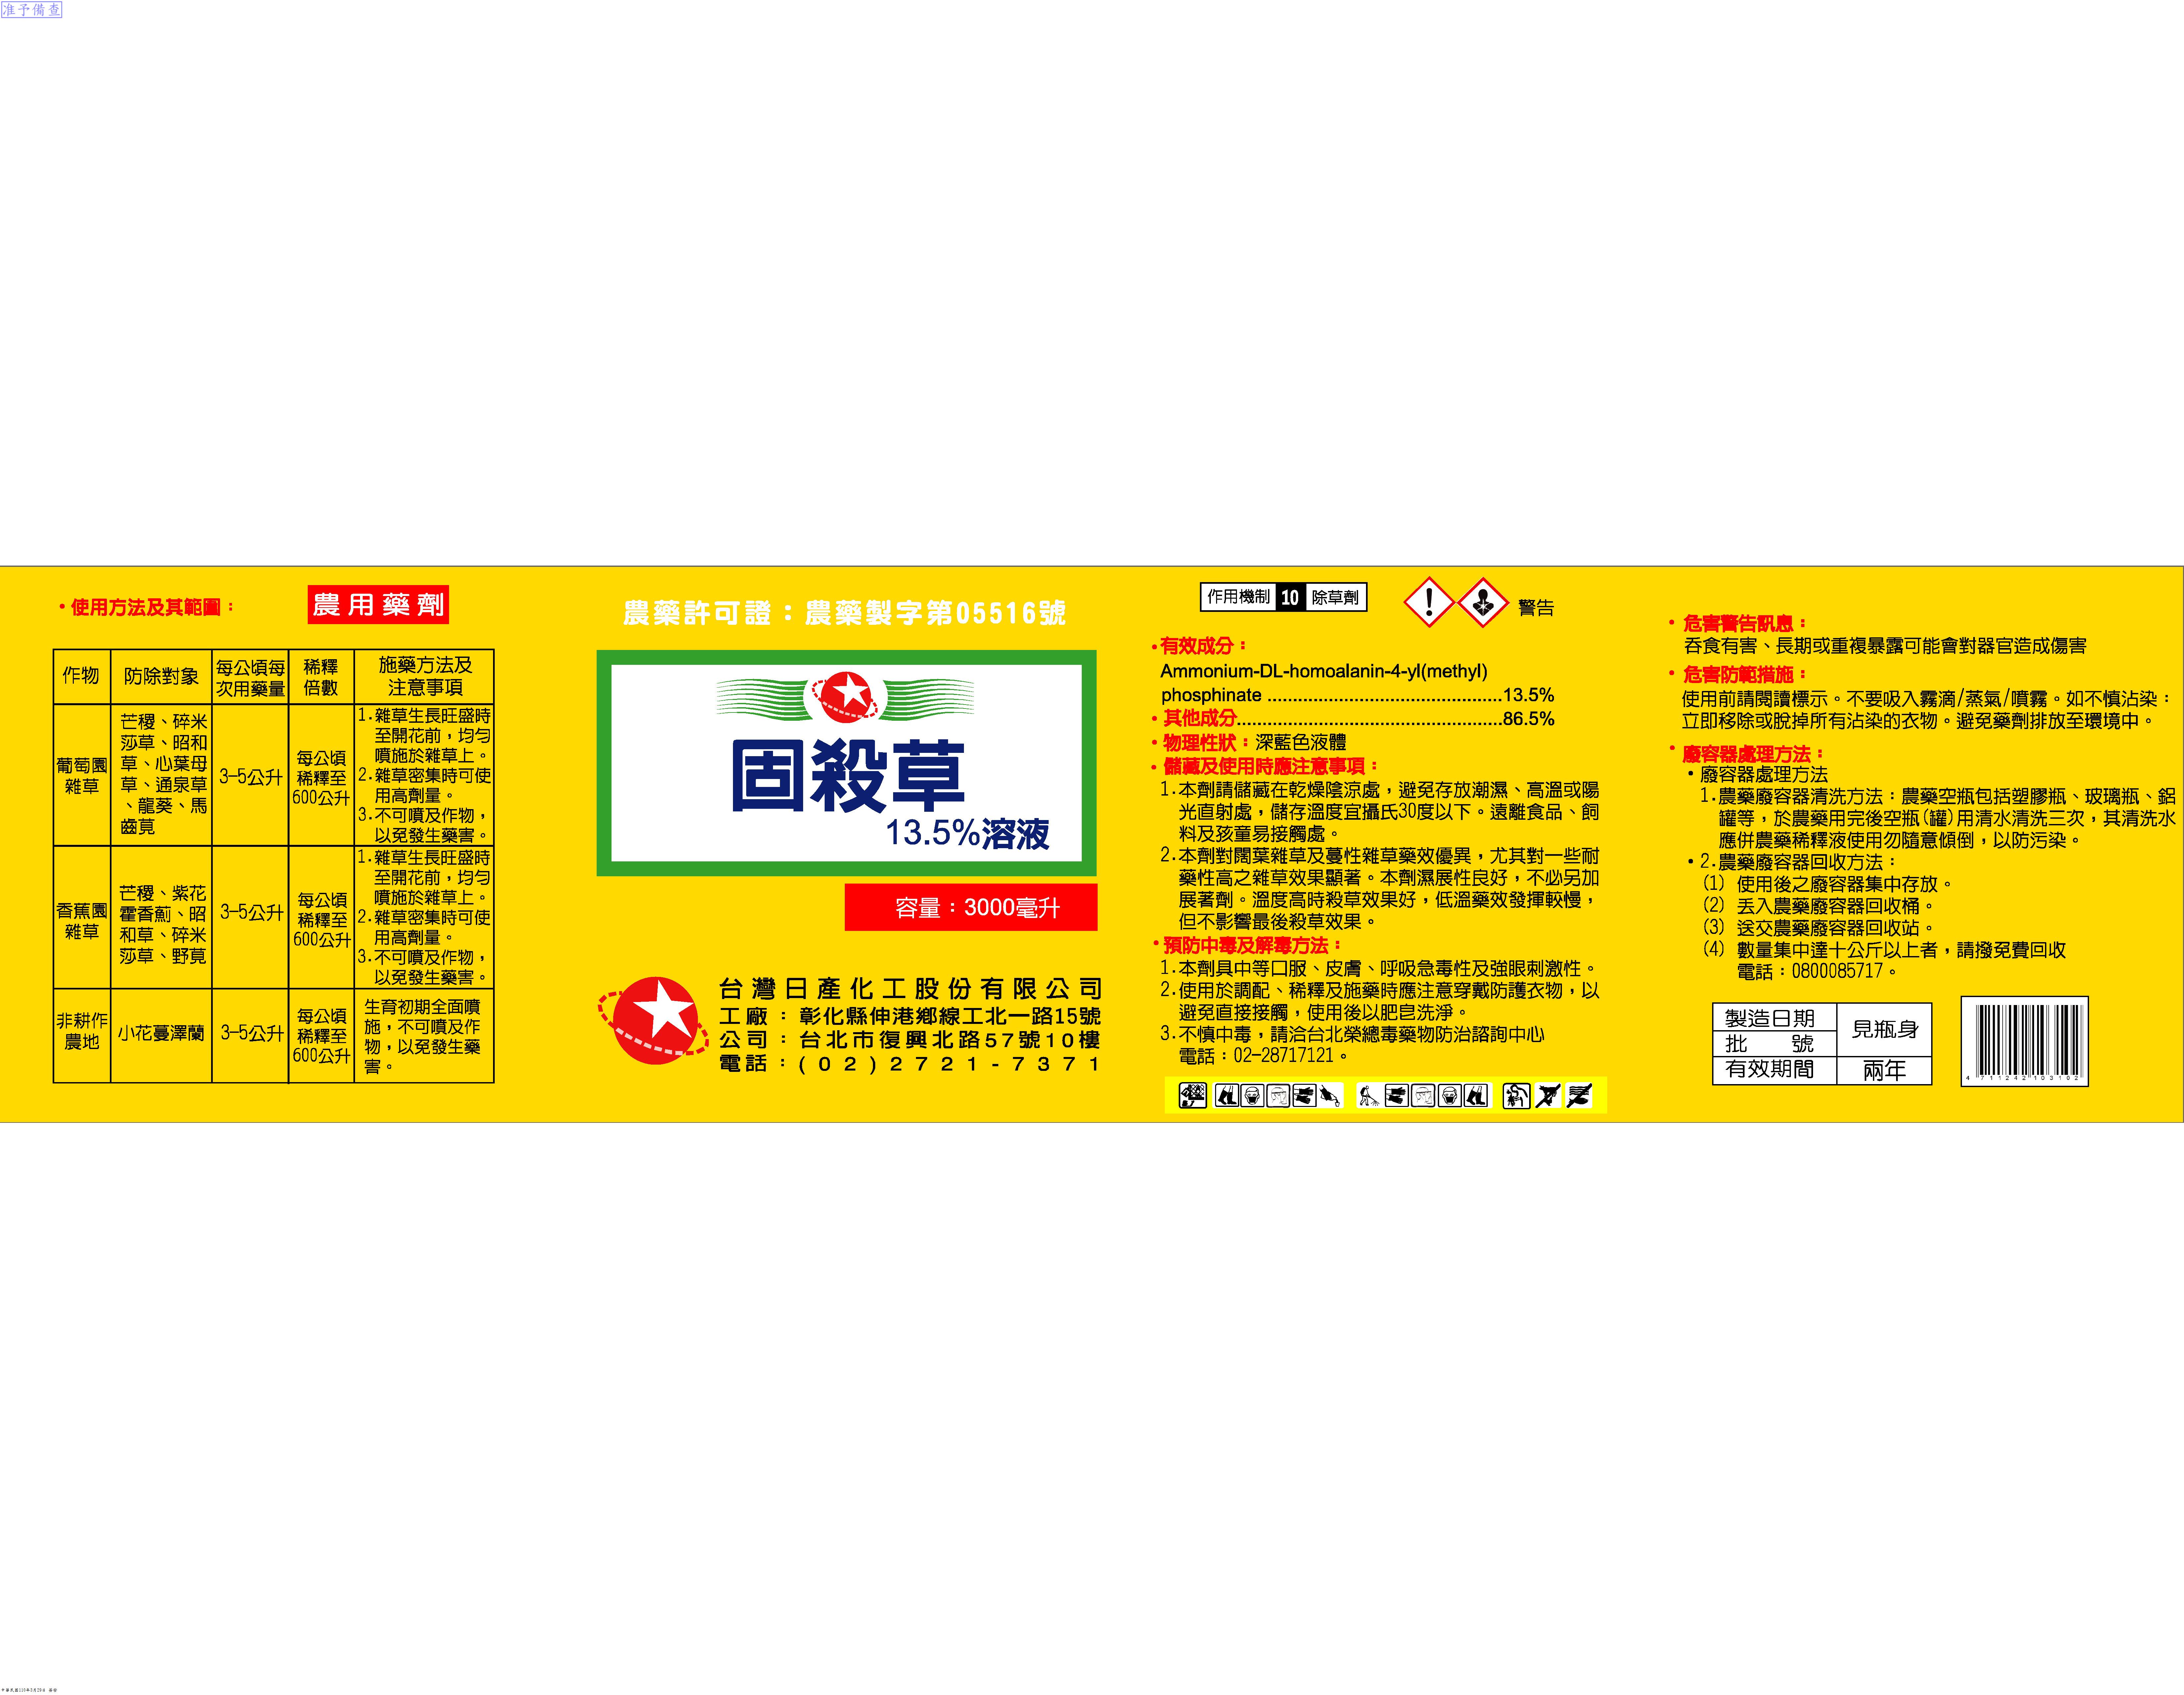 准予備查
• 使用方法及其範圍：
農用藥劑
作物
防除對象
每公頃每
次用藥量
稀釋
倍數
施藥方法及
注意事項
葡萄園
雜草
芒稷、碎米
莎草、昭和
草、心葉母
草、通泉草
、龍葵、馬
齒莧
3-5公升
每公頃
稀釋至
600公升
1.雜草生長旺盛時
至開花前，均勻
噴施於雜草上。
2.雜草密集時可使
用高劑量。
3.不可噴及作物，
以免發生藥害。
香蕉園
雜草
芒稷、紫花
霍香薊、昭
和草、碎米
莎草、野莧
3-5公升
每公頃
稀釋至
600公升
1.雜草生長旺盛時
至開花前，均勻
噴施於雜草上。
2.雜草密集時可使
用高劑量。
3.不可噴及作物，
以免發生藥害。
非耕作
農地
小花蔓澤蘭
3-5公升
每公頃
稀釋至
600公升
生育初期全面噴
施，不可噴及作
物，以免發生藥
害。
農藥許可證：農藥製字第05516號
固殺草
13.5%溶液
容量：3000毫升
台灣日產化工股份有限公司
工廠：彰化縣伸港鄉線工北一路15號
公司：台北市復興北路57號10樓
電話：(02)2721-7371
作用機制 10 除草劑
警告
•有效成分：
Ammonium-DL-homoalanin-4-yl(methyl)
phosphinate ..............................................13.5%
• 其他成分....................................................86.5%
• 物理性狀：深藍色液體
• 儲藏及使用時應注意事項：
1.本劑請儲藏在乾燥陰涼處，避免存放潮濕、高溫或陽
光直射處，儲存溫度宜攝氏30度以下。遠離食品、飼
料及孩童易接觸處。
2.本劑對闊葉雜草及蔓性雜草藥效優異，尤其對一些耐
藥性高之雜草效果顯著。本劑濕展性良好，不必另加
展著劑。溫度高時殺草效果好，低溫藥效發揮較慢，
但不影響最後殺草效果。
•預防中毒及解毒方法：
1.本劑具中等口服、皮膚、呼吸急毒性及強眼刺激性。
2.使用於調配、稀釋及施藥時應注意穿戴防護衣物，以
避免直接接觸，使用後以肥皂洗淨。
3.不慎中毒，請洽台北榮總毒藥物防治諮詢中心
電話：02-28717121。
• 危害警告訊息：
吞食有害、長期或重複暴露可能會對器官造成傷害
• 危害防範措施：
使用前請閱讀標示。不要吸入霧滴/蒸氣/噴霧。如不慎沾染：
立即移除或脫掉所有沾染的衣物。避免藥劑排放至環境中。
• 廢容器處理方法：
•廢容器處理方法
1.農藥廢容器清洗方法：農藥空瓶包括塑膠瓶、玻璃瓶、鋁
罐等，於農藥用完後空瓶(罐)用清水清洗三次，其清洗水
應併農藥稀釋液使用勿隨意傾倒，以防污染。
•2.農藥廢容器回收方法：
(1) 使用後之廢容器集中存放。
(2) 丟入農藥廢容器回收桶。
(3) 送交農藥廢容器回收站。
(4) 數量集中達十公斤以上者，請撥免費回收
電話：0800085717。
製造日期
批 號
見瓶身
有效期間
兩年
4 711242 103102